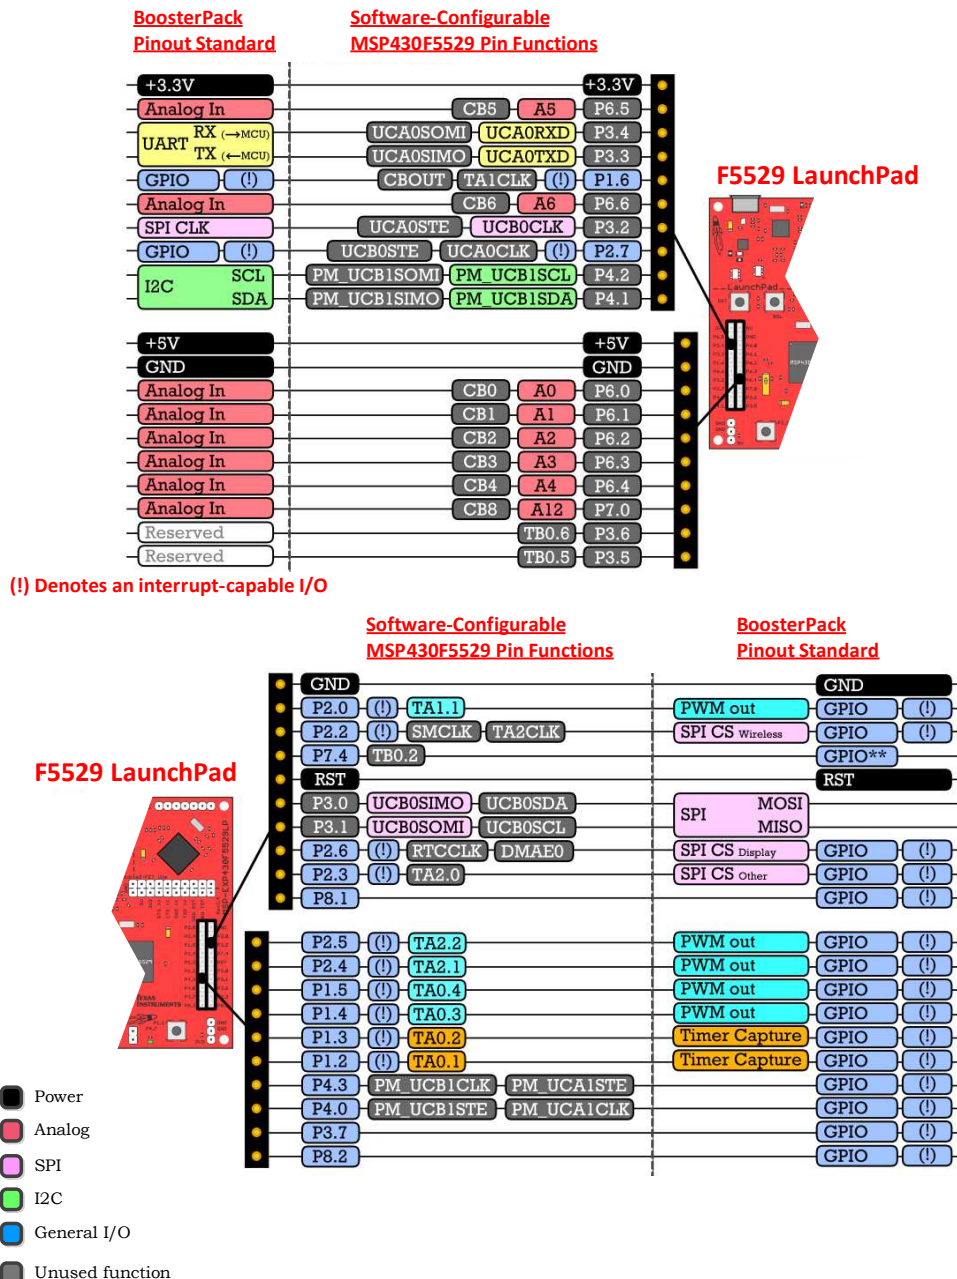 BoosterPack Software-Configurable
Pinout Standard MSP430F5529 Pin Functions
+3.3V +3.3V
Analog In CB5 A5 P6.5
UART RX (→MCU) UCA0SOMI UCA0RXD P3.4
TX (←MCU) UCA0SIMO UCA0TXD P3.3
GPIO (!) CBOUT TA1CLK (!) P1.6
Analog In CB6 A6 P6.6
SPI CLK UCA0STE UCB0CLK P3.2
GPIO (!) UCB0STE UCA0CLK (!) P2.7
I2C SCL PM_UCB1SOMI PM_UCB1SCL P4.2
SDA PM_UCB1SIMO PM_UCB1SDA P4.1
F5529 LaunchPad
LaunchPad
+5V +5V
GND GND
Analog In CB0 A0 P6.0
Analog In CB1 A1 P6.1
Analog In CB2 A2 P6.2
Analog In CB3 A3 P6.3
Analog In CB4 A4 P6.4
Analog In CB8 A12 P7.0
Reserved TB0.6 P3.6
Reserved TB0.5 P3.5
(!) Denotes an interrupt-capable I/O
Software-Configurable BoosterPack
MSP430F5529 Pin Functions Pinout Standard
GND GND
P2.0 (!) TA1.1 PWM out GPIO (!)
P2.2 (!) SMCLK TA2CLK SPI CS Wireless GPIO (!)
P7.4 TB0.2 GPIO**
RST RST
P3.0 UCB0SIMO UCB0SDA SPI MOSI
P3.1 UCB0SOMI UCB0SCL MISO
P2.6 (!) RTCCLK DMAE0 SPI CS Display GPIO (!)
P2.3 (!) TA2.0 SPI CS Other GPIO (!)
P8.1 GPIO (!)
F5529 LaunchPad
MSP-EXP430F5529LP
P2.5 (!) TA2.2 PWM out GPIO (!)
P2.4 (!) TA2.1 PWM out GPIO (!)
P1.5 (!) TA0.4 PWM out GPIO (!)
P1.4 (!) TA0.3 PWM out GPIO (!)
P1.3 (!) TA0.2 Timer Capture GPIO (!)
P1.2 (!) TA0.1 Timer Capture GPIO (!)
P4.3 PM_UCB1CLK PM_UCA1STE GPIO (!)
P4.0 PM_UCB1STE PM_UCA1CLK GPIO (!)
P3.7 GPIO (!)
P8.2 GPIO (!)
Power
Analog
SPI
I2C
General I/O
Unused function